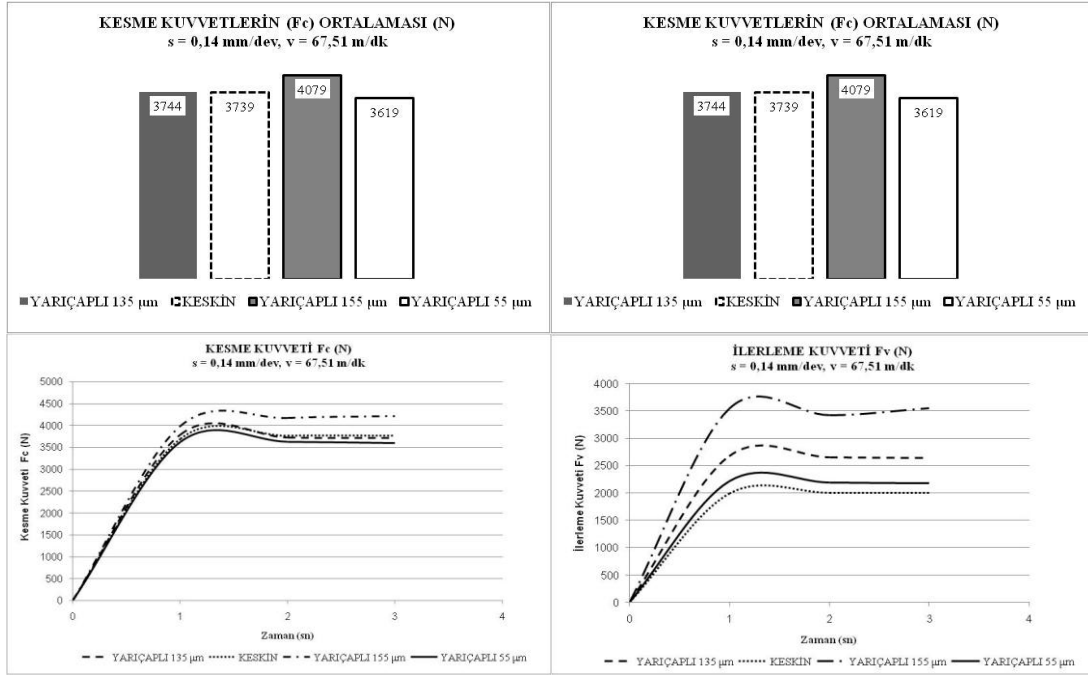 KESME KUVVETLERİN (Fc) ORTALAMASI (N)
s = 0,14 mm/dev, v = 67,51 m/dk
3744
3739
4079
3619
YARIÇAPLI 135 µm KESKİN YARIÇAPLI 155 µm YARIÇAPLI 55 µm
KESME KUVVETLERİN (Fc) ORTALAMASI (N)
s = 0,14 mm/dev, v = 67,51 m/dk
3744
3739
4079
3619
YARIÇAPLI 135 µm KESKİN YARIÇAPLI 155 µm YARIÇAPLI 55 µm
KESME KUVVETİ Fc (N)
s = 0,14 mm/dev, v = 67,51 m/dk
Kesme Kuvveti Fc (N)
5000
4500
4000
3500
3000
2500
2000
1500
1000
500
0
0 1 2 3 4
Zaman (sn)
YARIÇAPLI 135 µm KESKİN YARIÇAPLI 155 µm YARIÇAPLI 55 µm
İLERLEME KUVVETİ Fv (N)
s = 0,14 mm/dev, v = 67,51 m/dk
İlerleme Kuvveti Fv (N)
4000
3500
3000
2500
2000
1500
1000
500
0
0 1 2 3 4
Zaman (sn)
YARIÇAPLI 135 µm KESKİN YARIÇAPLI 155 µm YARIÇAPLI 55 µm